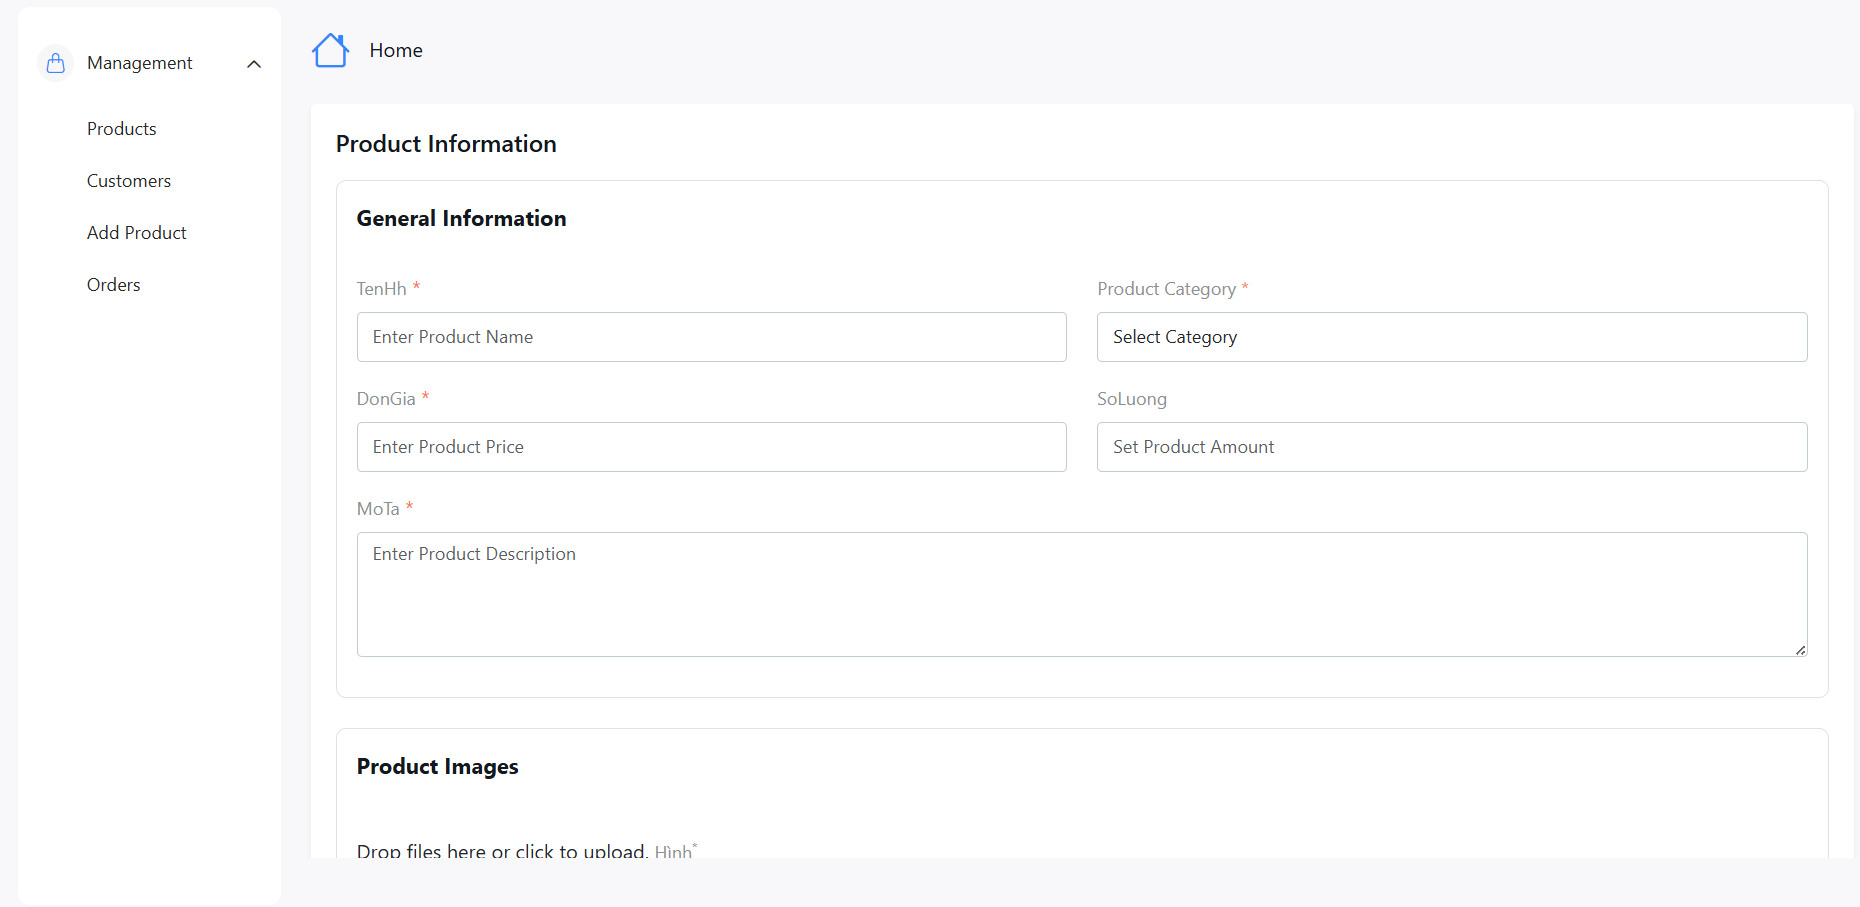 Management
Products
Customers
Add Product
Orders
Home
Product Information
General Information
TenHh *
Enter Product Name
Product Category *
Select Category
DonGia *
Enter Product Price
SoLuong
Set Product Amount
MoTa *
Enter Product Description
Product Images
Drop files here or click to upload. Hình*